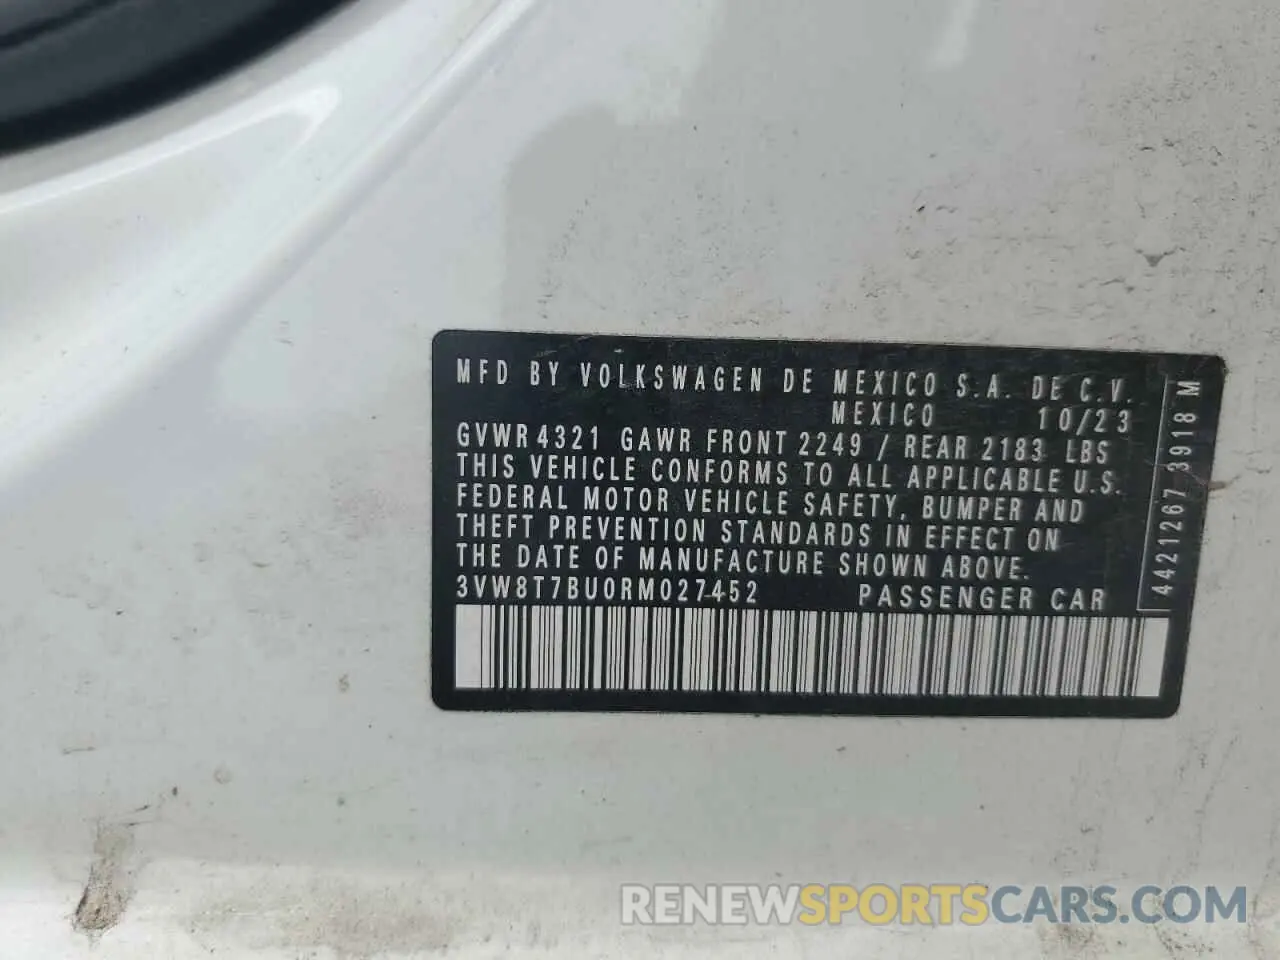 MFD BY VOLKSWAGEN DE MEXICO S.A. DE C.V.
MEXICO 10/23
GVWR 4321 GAWR FRONT 2249 / REAR 2183 LBS
THIS VEHICLE CONFORMS TO ALL APPLICABLE U.S.
FEDERAL MOTOR VEHICLE SAFETY, BUMPER AND
THEFT PREVENTION STANDARDS IN EFFECT ON
THE DATE OF MANUFACTURE SHOWN ABOVE.
3VW8T7BU0RM027452 PASSENGER CAR
4421267 3918 M
RENEWSPORTSCARS.COM